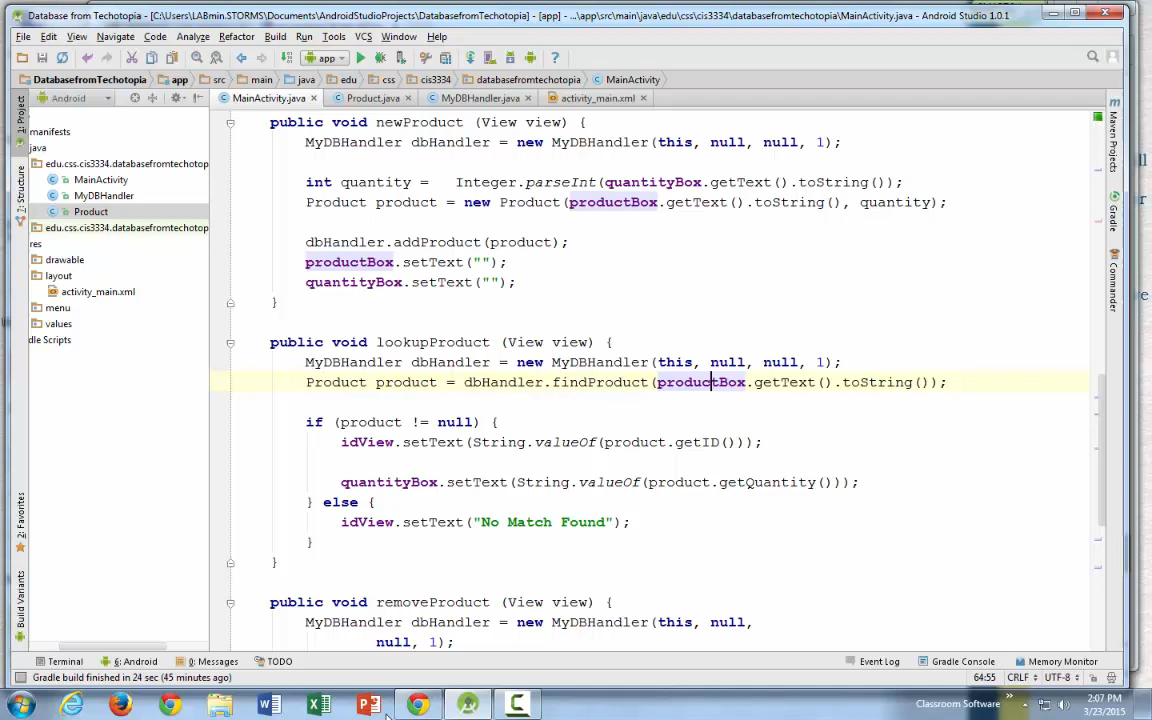 Database from Techotopia - [C:\Users\LABmin.STORMS\Documents\AndroidStudioProjects\DatabasefromTechotopia] - [app] - ...\app\src\main\java\edu\css\cis3334\databasefromtechotopia\MainActivity.java - Android Studio 1.0.1
File Edit View Navigate Code Analyze Refactor Build Run Tools VCS Window Help
app
DatabasefromTechotopia app src main java edu css cis3334 databasefromtechotopia MainActivity
Android MainActivity.java Product.java MyDBHandler.java activity_main.xml
1: Project
Z: Structure
2: Favorites
Build Variants
manifests
java
edu.css.cis3334.databasefromtechotop
MainActivity
MyDBHandler
Product
edu.css.cis3334.databasefromtechotop
res
drawable
layout
activity_main.xml
menu
values
dle Scripts
public void newProduct (View view) {
MyDBHandler dbHandler = new MyDBHandler(this, null, null, 1);
int quantity = Integer.parseInt(quantityBox.getText().toString());
Product product = new Product(productBox.getText().toString(), quantity);
dbHandler.addProduct(product);
productBox.setText("");
quantityBox.setText("");
}
public void lookupProduct (View view) {
MyDBHandler dbHandler = new MyDBHandler(this, null, null, 1);
Product product = dbHandler.findProduct(productBox.getText().toString());
if (product != null) {
idView.setText(String.valueOf(product.getID()));
quantityBox.setText(String.valueOf(product.getQuantity()));
} else {
idView.setText("No Match Found");
}
}
public void removeProduct (View view) {
MyDBHandler dbHandler = new MyDBHandler(this, null,
null, 1);
Maven Projects
Gradle
Commander
Terminal 6: Android 0: Messages TODO Event Log Gradle Console Memory Monitor
Gradle build finished in 24 sec (45 minutes ago) 64:55 CRLF UTF-8
Classroom Software
2:07 PM
3/23/2015